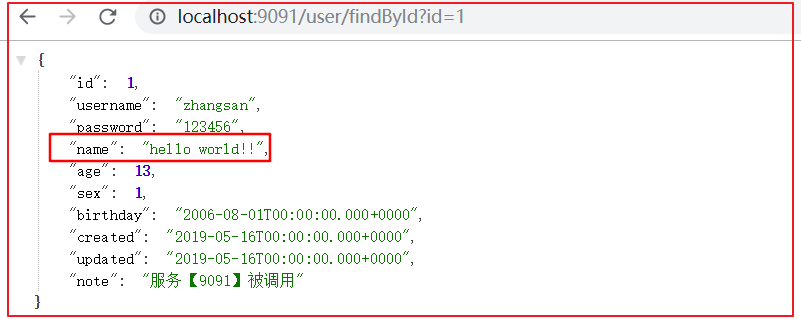 localhost:9091/user/findById?id=1
{
"id": 1,
"username": "zhangsan",
"password": "123456",
"name": "hello world!!",
"age": 13,
"sex": 1,
"birthday": "2006-08-01T00:00:00.000+0000",
"created": "2019-05-16T00:00:00.000+0000",
"updated": "2019-05-16T00:00:00.000+0000",
"note": "服务【9091】被调用"
}